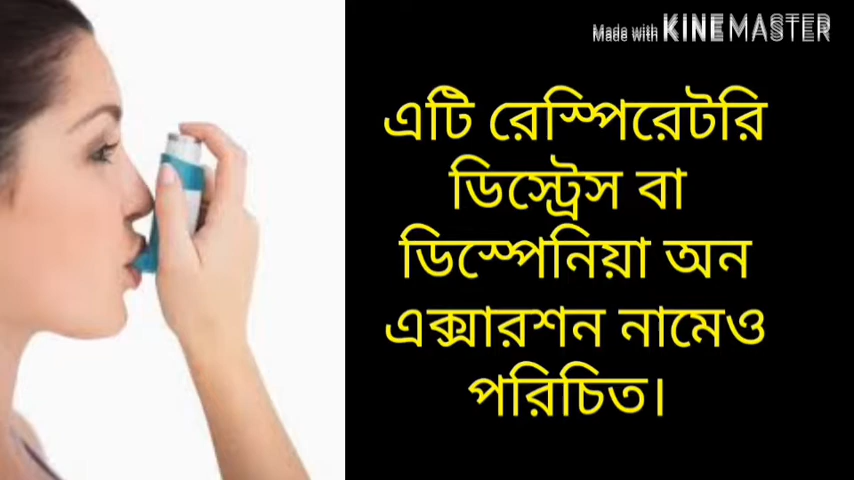 Made with KINEMASTER
এটি রেস্পিরেটরি
ডিস্ট্রেস বা
ডিস্পেনিয়া অন
এক্সারশন নামেও
পরিচিত।